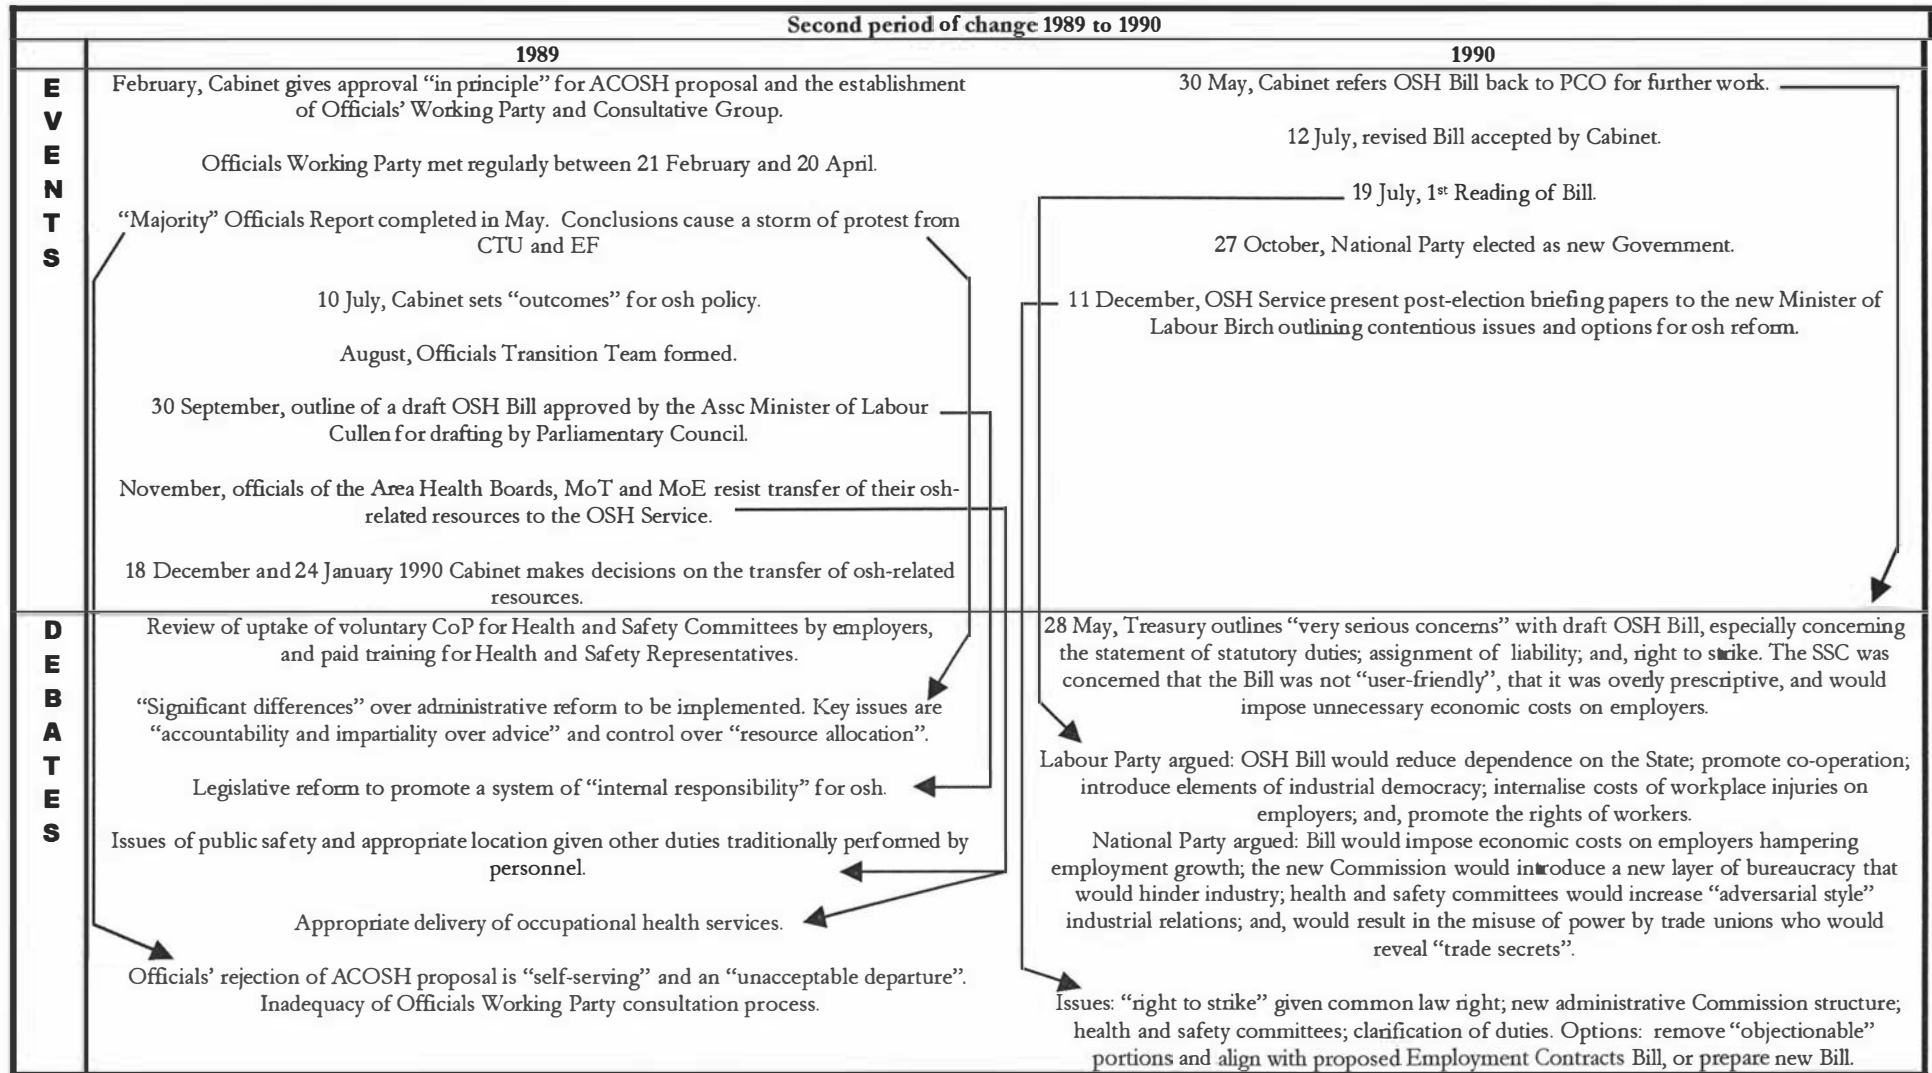 Second period of change 1989 to 1990
1989
EVENTS
February, Cabinet gives approval “in principle” for ACOSH proposal and the establishment
of Officials’ Working Party and Consultative Group.
Officials Working Party met regularly between 21 February and 20 April.
“Majority” Officials Report completed in May. Conclusions cause a storm of protest from
CTU and EF
10 July, Cabinet sets “outcomes” for osh policy.
August, Officials Transition Team formed.
30 September, outline of a draft OSH Bill approved by the Assc Minister of Labour
Cullen for drafting by Parliamentary Council.
November, officials of the Area Health Boards, MoT and MoE resist transfer of their osh-
related resources to the OSH Service.
18 December and 24 January 1990 Cabinet makes decisions on the transfer of osh-related
resources.
1990
30 May, Cabinet refers OSH Bill back to PCO for further work.
12 July, revised Bill accepted by Cabinet.
19 July, 1st Reading of Bill.
27 October, National Party elected as new Government.
11 December, OSH Service present post-election briefing papers to the new Minister of
Labour Birch outlining contentious issues and options for osh reform.
DEBATES
Review of uptake of voluntary CoP for Health and Safety Committees by employers,
and paid training for Health and Safety Representatives.
“Significant differences” over administrative reform to be implemented. Key issues are
“accountability and impartiality over advice” and control over “resource allocation”.
Legislative reform to promote a system of “internal responsibility” for osh.
Issues of public safety and appropriate location given other duties traditionally performed by
personnel.
Appropriate delivery of occupational health services.
Officials’ rejection of ACOSH proposal is “self-serving” and an “unacceptable departure”.
Inadequacy of Officials Working Party consultation process.
28 May, Treasury outlines “very serious concerns” with draft OSH Bill, especially concerning
the statement of statutory duties; assignment of liability; and, right to strike. The SSC was
concerned that the Bill was not “user-friendly”, that it was overly prescriptive, and would
impose unnecessary economic costs on employers.
Labour Party argued: OSH Bill would reduce dependence on the State; promote co-operation;
introduce elements of industrial democracy; internalise costs of workplace injuries on
employers; and, promote the rights of workers.
National Party argued: Bill would impose economic costs on employers hampering
employment growth; the new Commission would introduce a new layer of bureaucracy that
would hinder industry; health and safety committees would increase “adversarial style”
industrial relations; and, would result in the misuse of power by trade unions who would
reveal “trade secrets”.
Issues: “right to strike” given common law right; new administrative Commission structure;
health and safety committees; clarification of duties. Options: remove “objectionable”
portions and align with proposed Employment Contracts Bill, or prepare new Bill.